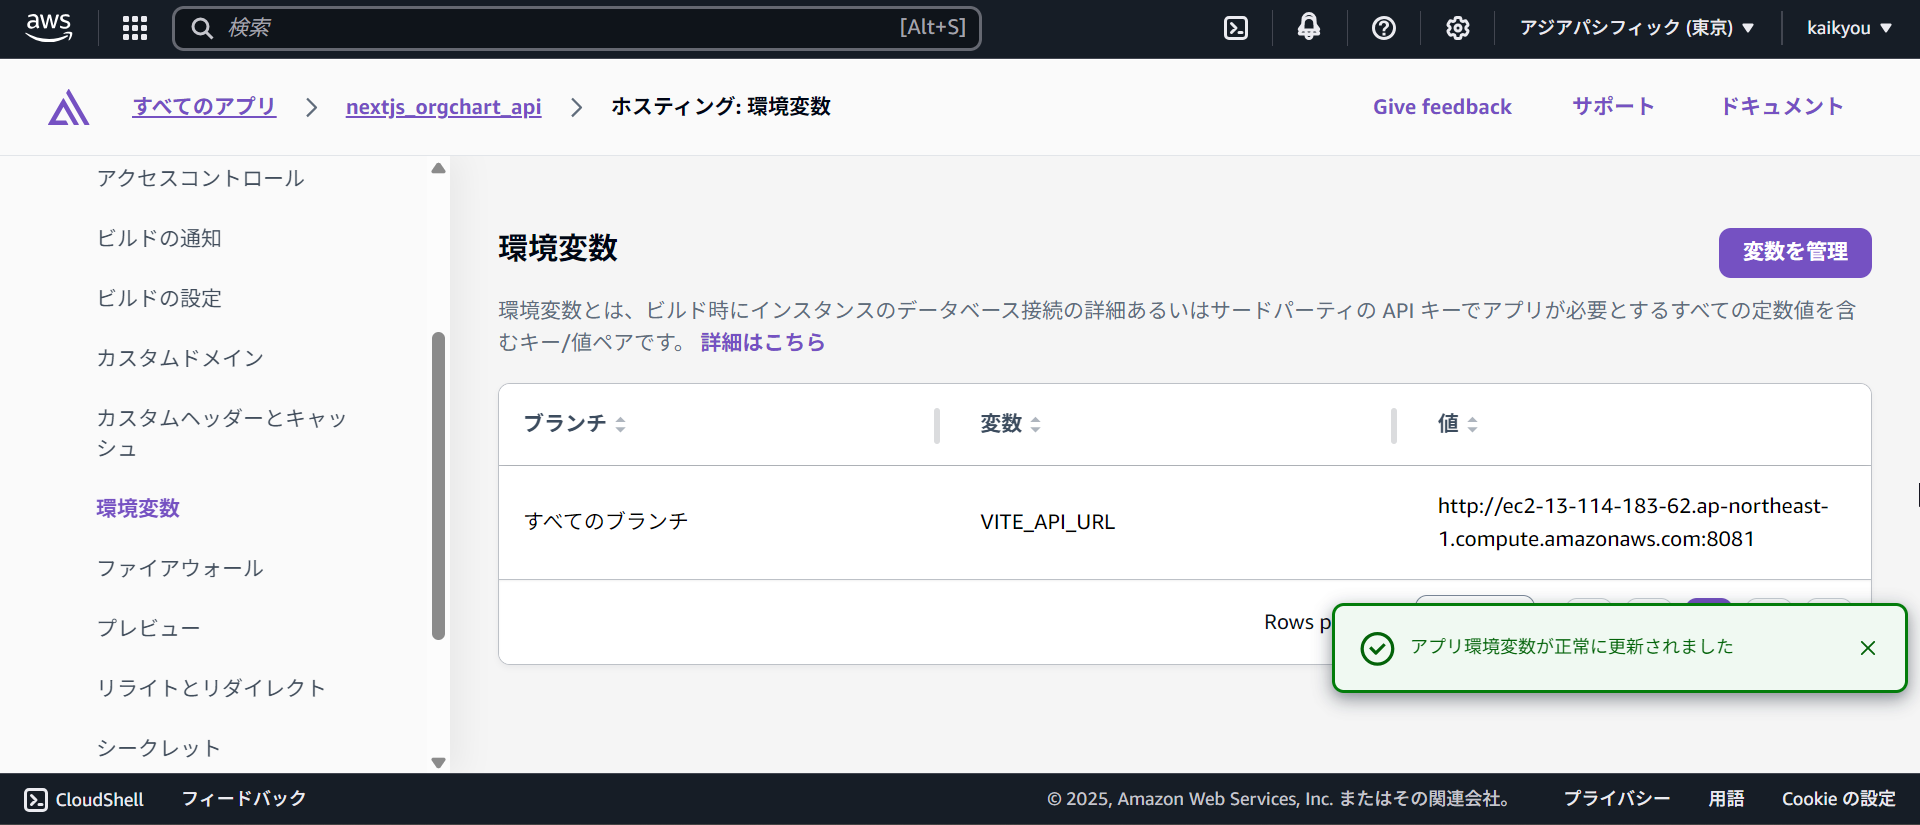 aws
検索
[Alt+S]
アジアパシフィック (東京)
kaikyou
すべてのアプリ
nextjs_orgchart_api
ホスティング: 環境変数
Give feedback
サポート
ドキュメント
アクセスコントロール
ビルドの通知
ビルドの設定
カスタムドメイン
カスタムヘッダーとキャッ
シュ
環境変数
ファイアウォール
プレビュー
リライトとリダイレクト
シークレット
環境変数
変数を管理
環境変数とは、ビルド時にインスタンスのデータベース接続の詳細あるいはサードパーティの API キーでアプリが必要とするすべての定数値を含
むキー/値ペアです。 詳細はこちら
ブランチ
変数
値
すべてのブランチ
VITE_API_URL
http://ec2-13-114-183-62.ap-northeast-
1.compute.amazonaws.com:8081
Rows p
アプリ環境変数が正常に更新されました
CloudShell
フィードバック
© 2025, Amazon Web Services, Inc. またはその関連会社。
プライバシー
用語
Cookie の設定